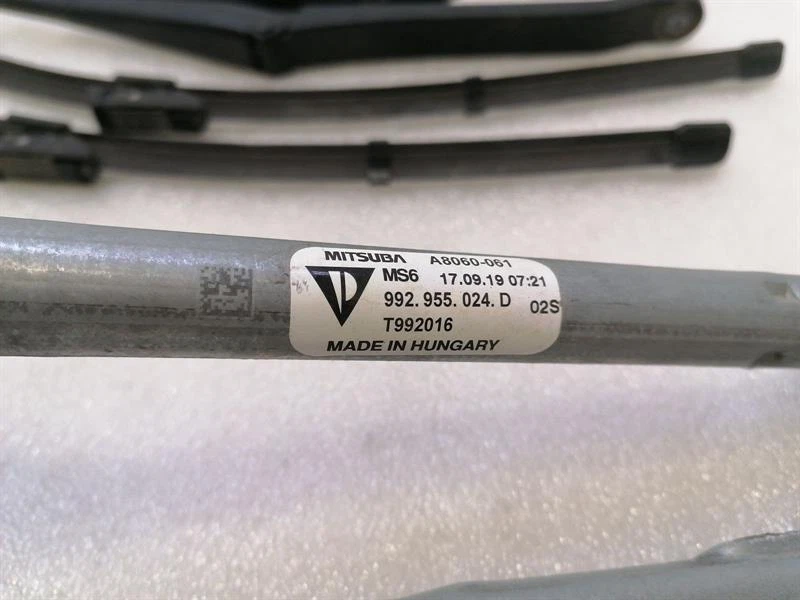 MITSUBA A8060-061
MS6 17.09.19 07:21
992.955.024.D 02S
T992016
MADE IN HUNGARY